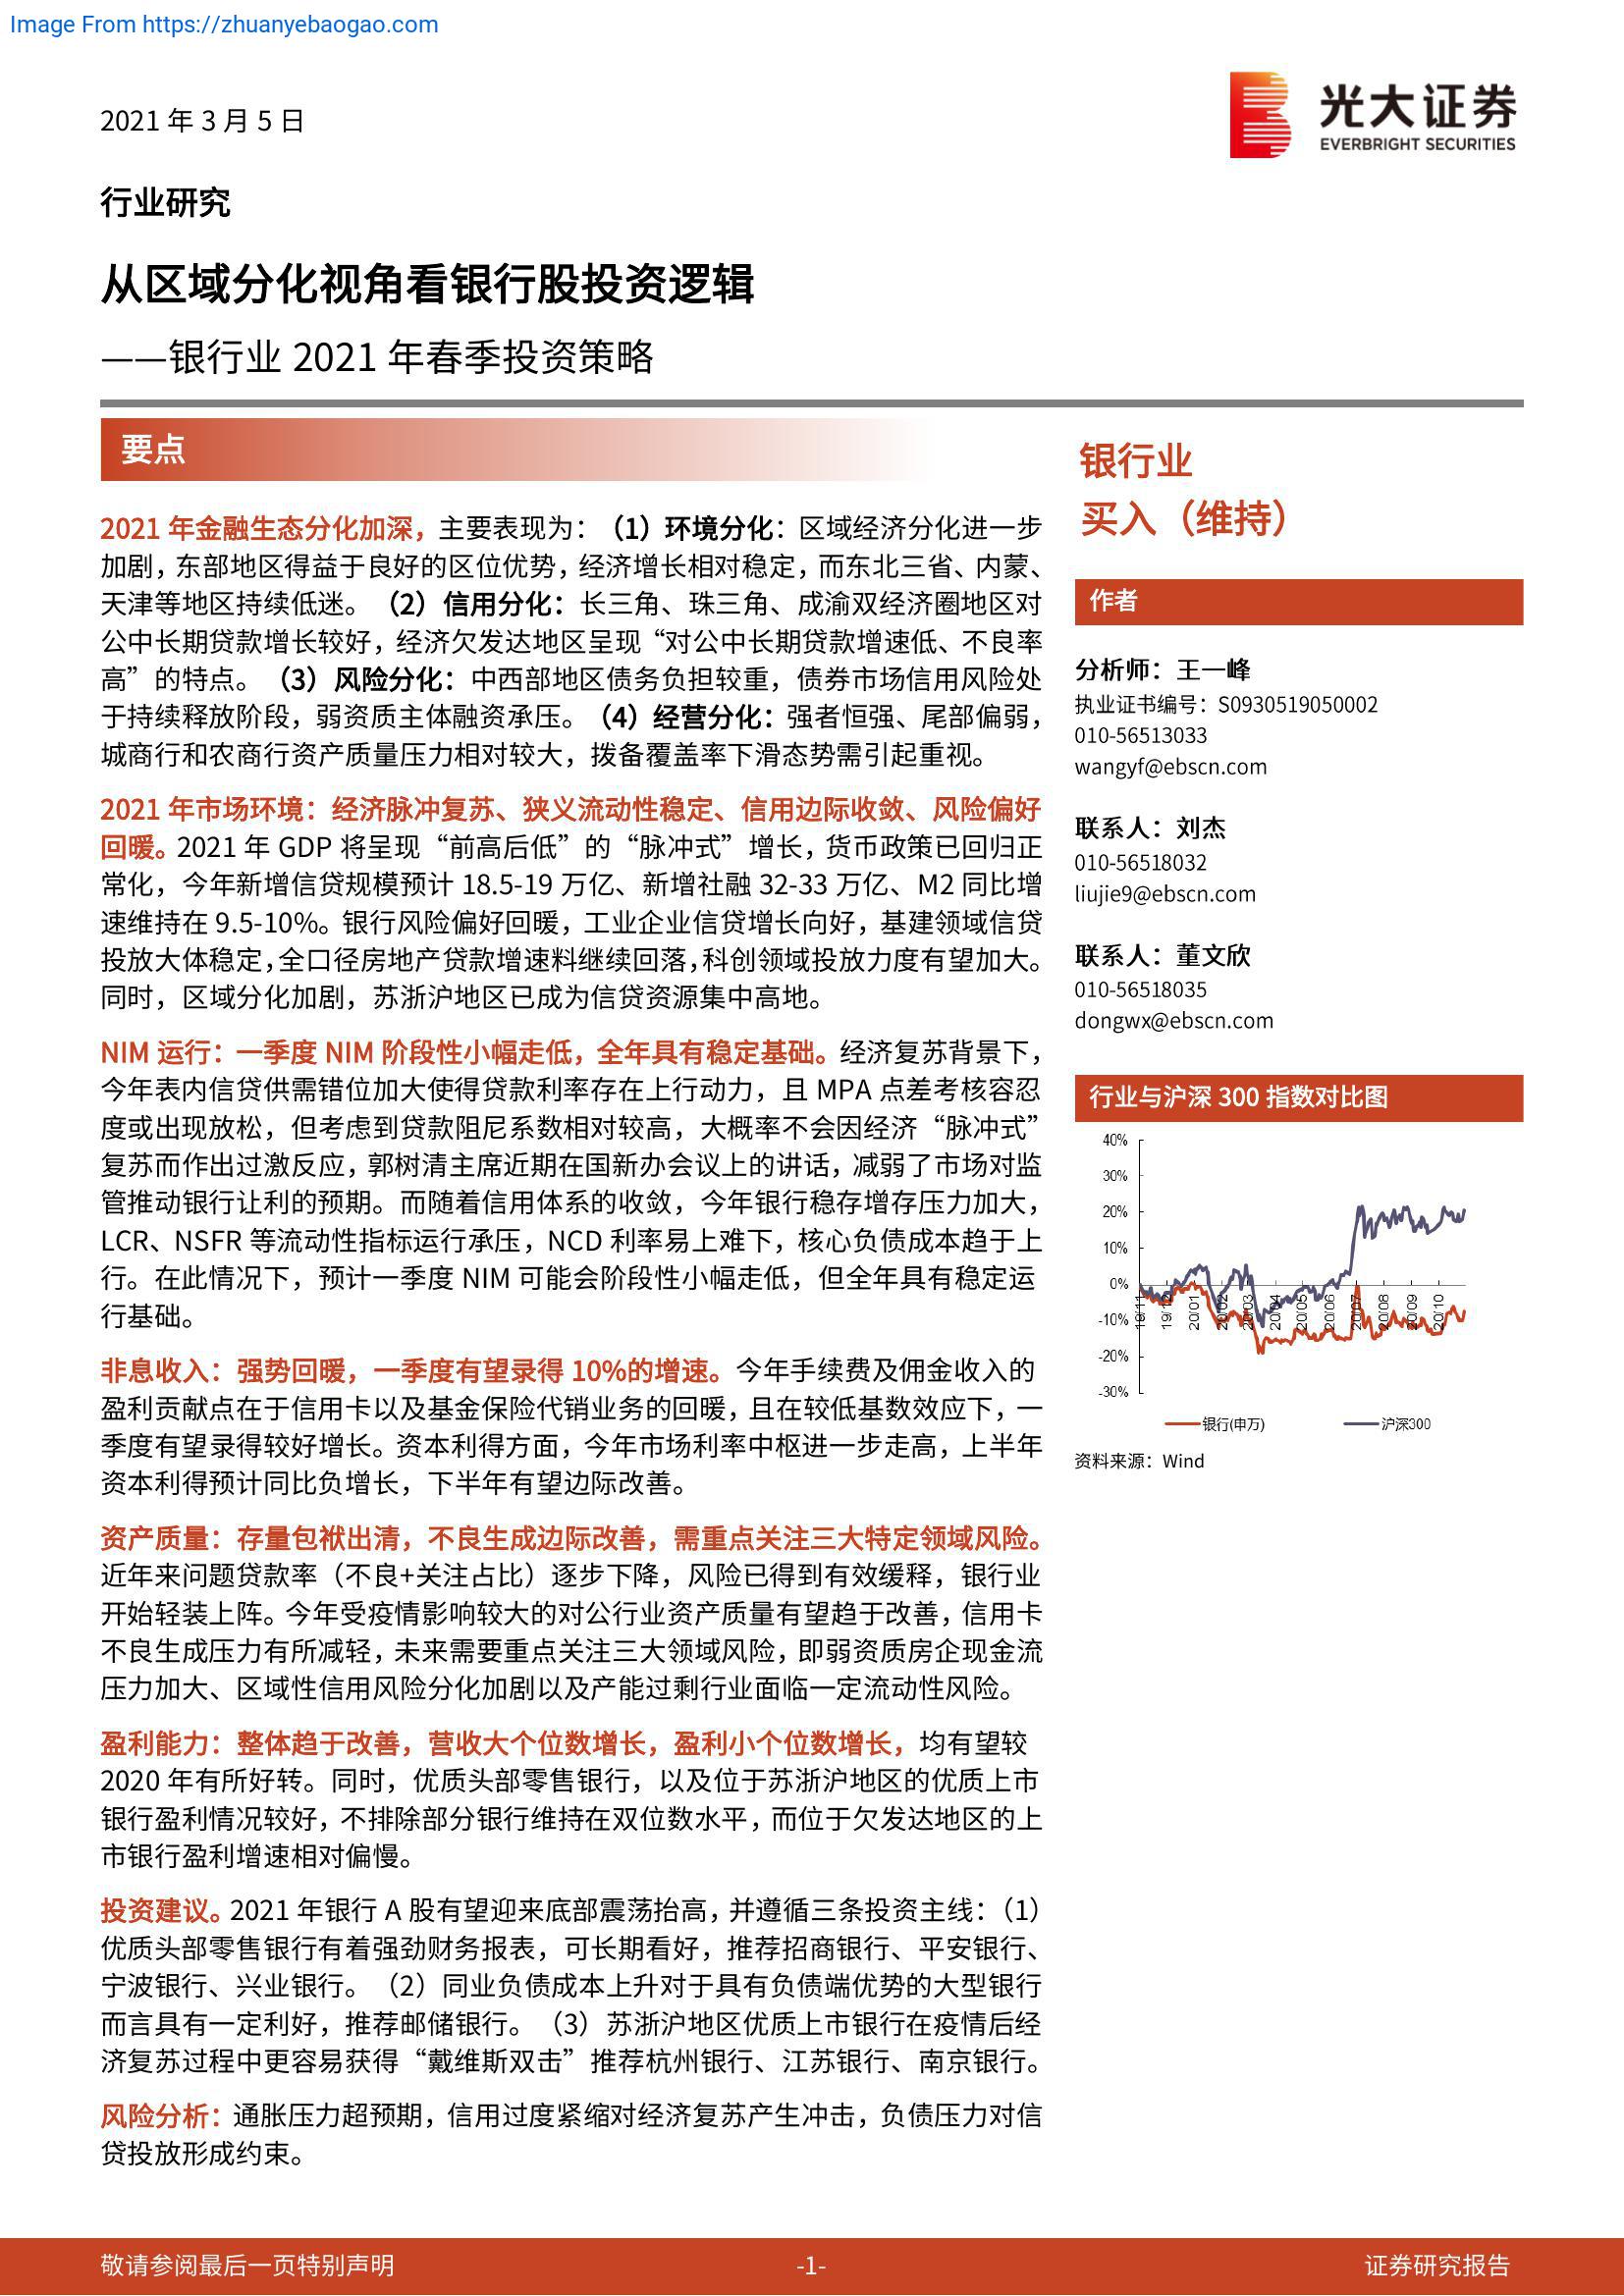 Image From https://zhuanyebaogao.com
2021 年 3 月 5 日
光大证券
EVERBRIGHT SECURITIES
行业研究
从区域分化视角看银行股投资逻辑
——银行业 2021 年春季投资策略
要点
2021 年金融生态分化加深，主要表现为：（1）环境分化：区域经济分化进一步
加剧，东部地区得益于良好的区位优势，经济增长相对稳定，而东北三省、内蒙、
天津等地区持续低迷。（2）信用分化：长三角、珠三角、成渝双经济圈地区对
公中长期贷款增长较好，经济欠发达地区呈现“对公中长期贷款增速低、不良率
高”的特点。（3）风险分化：中西部地区债务负担较重，债券市场信用风险处
于持续释放阶段，弱资质主体融资承压。（4）经营分化：强者恒强、尾部偏弱，
城商行和农商行资产质量压力相对较大，拨备覆盖率下滑态势需引起重视。
2021 年市场环境：经济脉冲复苏、狭义流动性稳定、信用边际收敛、风险偏好
回暖。2021 年 GDP 将呈现“前高后低”的“脉冲式”增长，货币政策已回归正
常化，今年新增信贷规模预计 18.5-19 万亿、新增社融 32-33 万亿、M2 同比增
速维持在 9.5-10%。银行风险偏好回暖，工业企业信贷增长向好，基建领域信贷
投放大体稳定，全口径房地产贷款增速料继续回落，科创领域投放力度有望加大。
同时，区域分化加剧，苏浙沪地区已成为信贷资源集中高地。
NIM 运行：一季度 NIM 阶段性小幅走低，全年具有稳定基础。经济复苏背景下，
今年表内信贷供需错位加大使得贷款利率存在上行动力，且 MPA 点差考核容忍
度或出现放松，但考虑到贷款阻尼系数相对较高，大概率不会因经济“脉冲式”
复苏而作出过激反应，郭树清主席近期在国新办会议上的讲话，减弱了市场对监
管推动银行让利的预期。而随着信用体系的收敛，今年银行稳存增存压力加大，
LCR、NSFR 等流动性指标运行承压，NCD 利率易上难下，核心负债成本趋于上
行。在此情况下，预计一季度 NIM 可能会阶段性小幅走低，但全年具有稳定运
行基础。
非息收入：强势回暖，一季度有望录得 10%的增速。今年手续费及佣金收入的
盈利贡献点在于信用卡以及基金保险代销业务的回暖，且在较低基数效应下，一
季度有望录得较好增长。资本利得方面，今年市场利率中枢进一步走高，上半年
资本利得预计同比负增长，下半年有望边际改善。
资产质量：存量包袱出清，不良生成边际改善，需重点关注三大特定领域风险。
近年来问题贷款率（不良+关注占比）逐步下降，风险已得到有效缓释，银行业
开始轻装上阵。今年受疫情影响较大的对公行业资产质量有望趋于改善，信用卡
不良生成压力有所减轻，未来需要重点关注三大领域风险，即弱资质房企现金流
压力加大、区域性信用风险分化加剧以及产能过剩行业面临一定流动性风险。
盈利能力：整体趋于改善，营收大个位数增长，盈利小个位数增长，均有望较
2020 年有所好转。同时，优质头部零售银行，以及位于苏浙沪地区的优质上市
银行盈利情况较好，不排除部分银行维持在双位数水平，而位于欠发达地区的上
市银行盈利增速相对偏慢。
投资建议。2021 年银行 A 股有望迎来底部震荡抬高，并遵循三条投资主线：（1）
优质头部零售银行有着强劲财务报表，可长期看好，推荐招商银行、平安银行、
宁波银行、兴业银行。（2）同业负债成本上升对于具有负债端优势的大型银行
而言具有一定利好，推荐邮储银行。（3）苏浙沪地区优质上市银行在疫情后经
济复苏过程中更容易获得“戴维斯双击”推荐杭州银行、江苏银行、南京银行。
风险分析：通胀压力超预期，信用过度紧缩对经济复苏产生冲击，负债压力对信
贷投放形成约束。
银行业
买入（维持）
作者
分析师：王一峰
执业证书编号：S0930519050002
010-56513033
wangyf@ebscn.com
联系人：刘杰
010-56518032
liujie9@ebscn.com
联系人：董文欣
010-56518035
dongwx@ebscn.com
行业与沪深 300 指数对比图
40%
30%
20%
10%
0%
-10%
-20%
-30%
19/11 19/12 20/01 20/02 20/03 20/04 20/05 20/06 20/07 20/08 20/09 20/10
银行(申万) 沪深300
资料来源：Wind
敬请参阅最后一页特别声明
-1-
证券研究报告